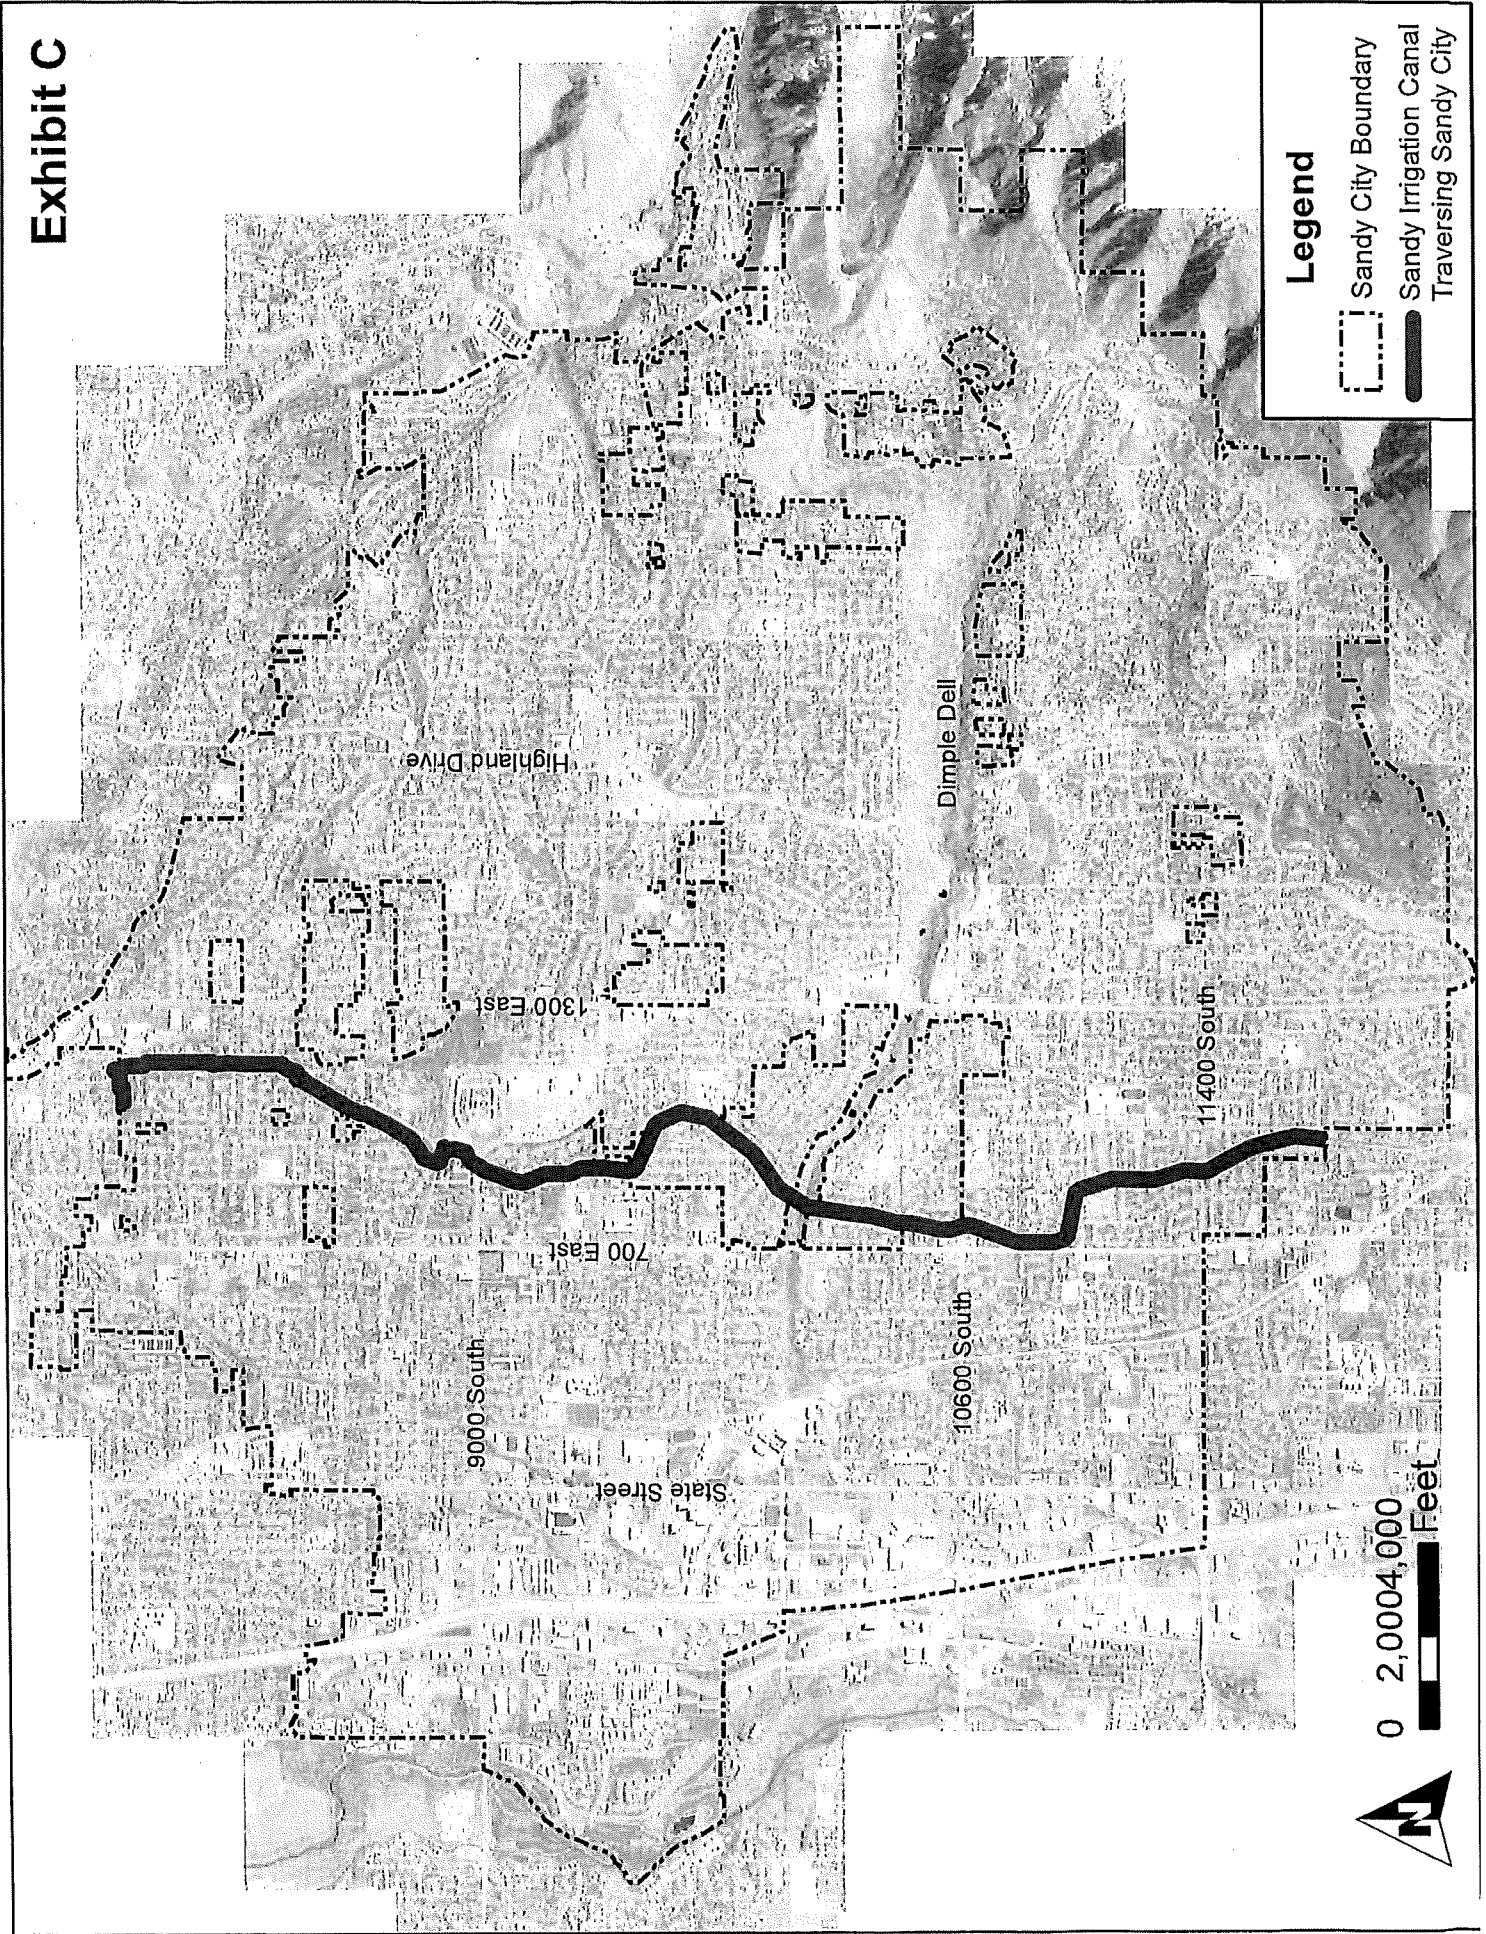 Exhibit C
Highland Drive
1300 East
700 East
9000 South
State Street
Dimple Dell
10600 South
11400 South
Legend
Sandy City Boundary
Sandy Irrigation Canal
Traversing Sandy City
N
0 2,0004,000
Feet